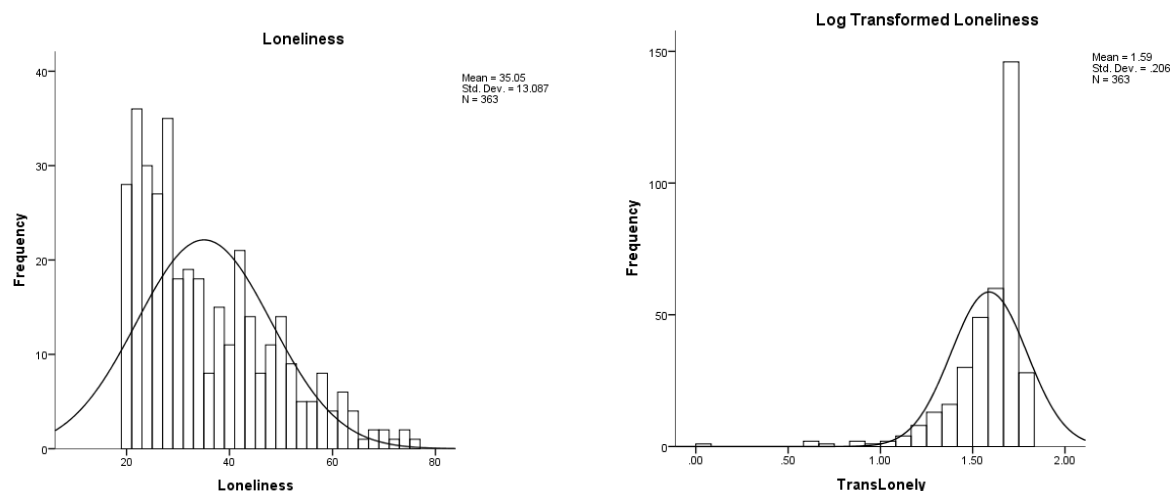 Loneliness
Mean = 35.05
Std. Dev. = 13.087
N = 363
40
30
20
10
0
Frequency
20 40 60 80
Loneliness
Log Transformed Loneliness
Mean = 1.59
Std. Dev. = .206
N = 363
150
100
50
0
Frequency
.00 .50 1.00 1.50 2.00
TransLonely